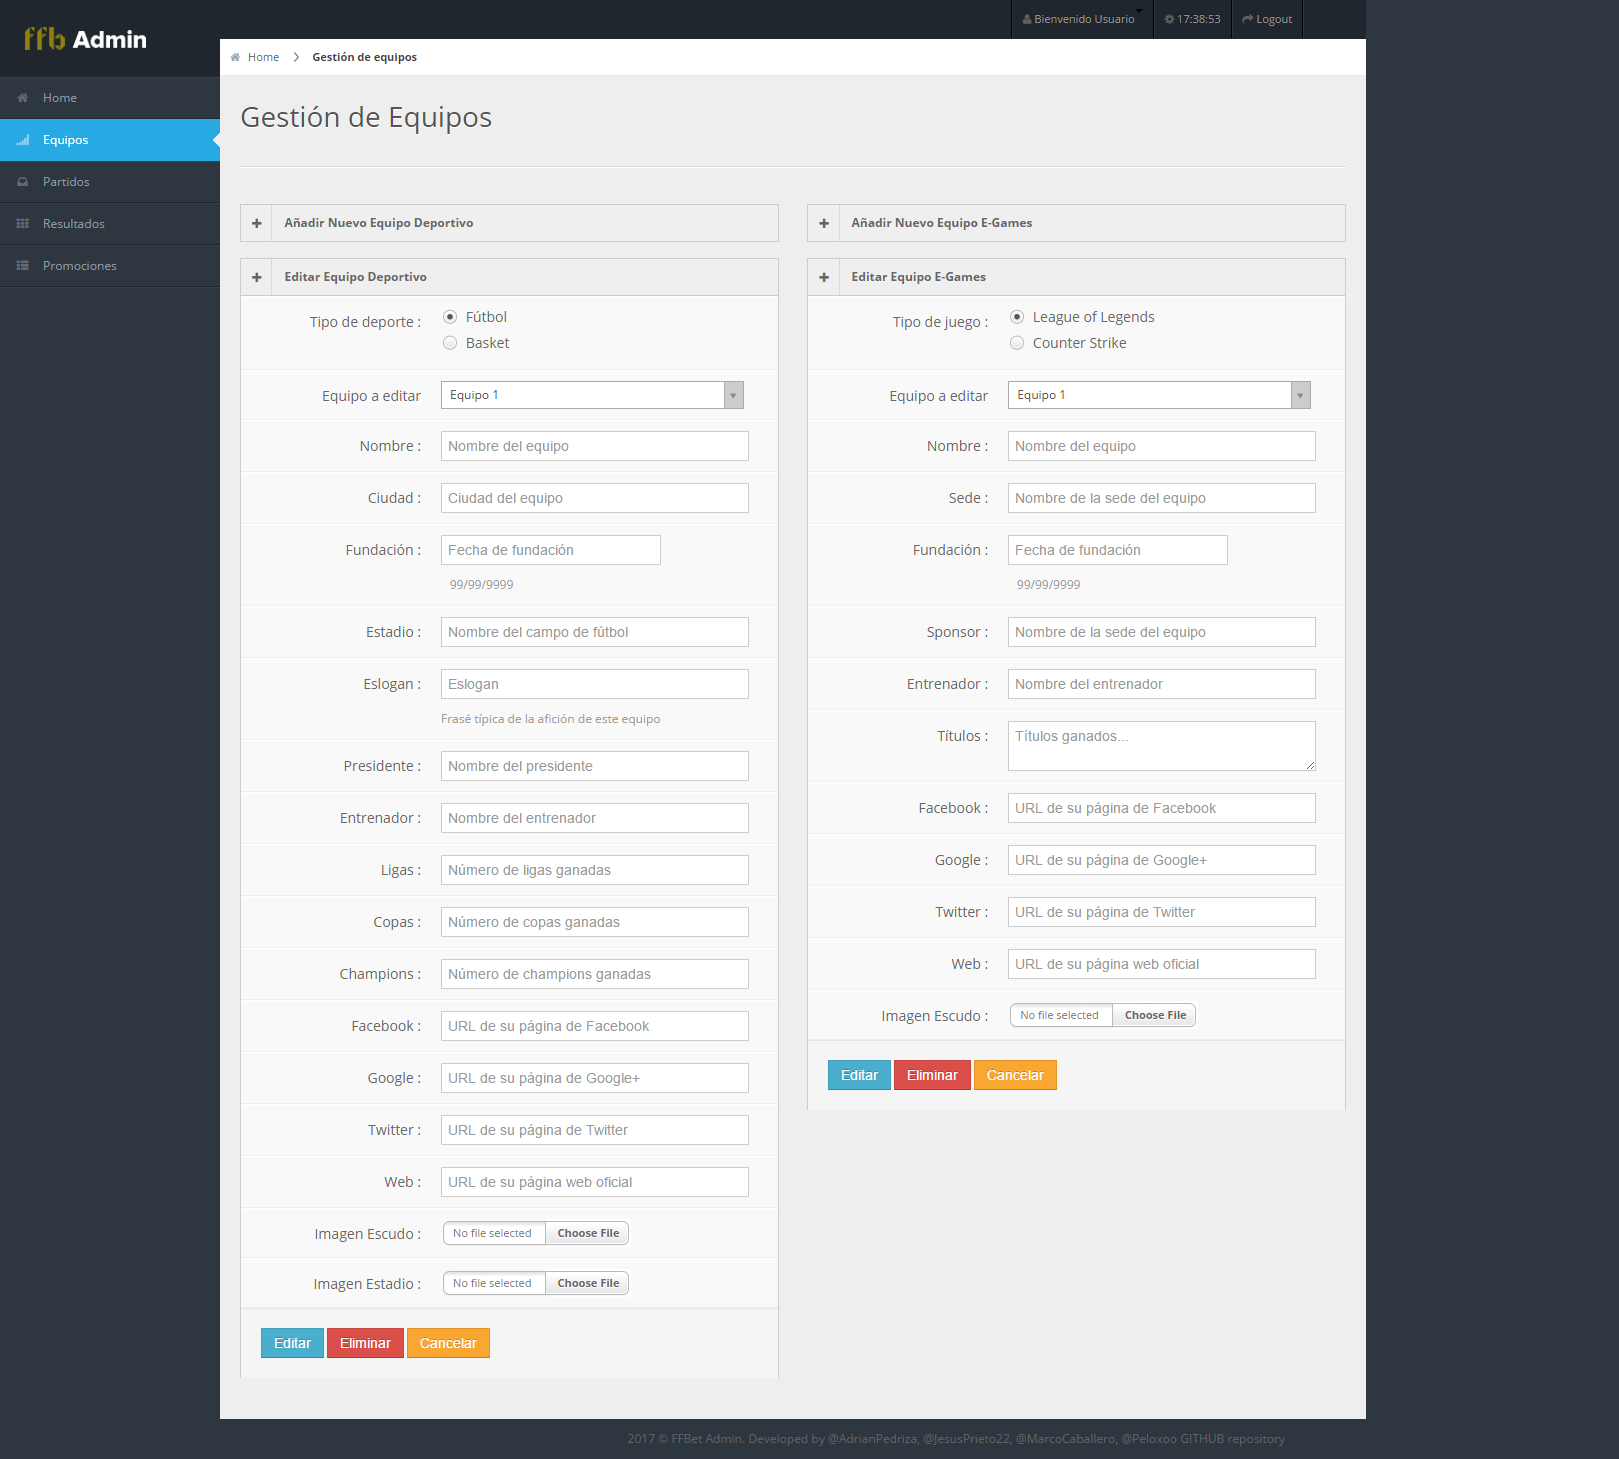 ffb Admin
Bienvenido Usuario
17:38:53
Logout
Home
Gestión de equipos
Home
Equipos
Partidos
Resultados
Promociones
Gestión de Equipos
Añadir Nuevo Equipo Deportivo
Editar Equipo Deportivo
Tipo de deporte :
Fútbol
Basket
Equipo a editar
Equipo 1
Nombre :
Nombre del equipo
Ciudad :
Ciudad del equipo
Fundación :
Fecha de fundación
99/99/9999
Estadio :
Nombre del campo de fútbol
Eslogan :
Eslogan
Frasé típica de la afición de este equipo
Presidente :
Nombre del presidente
Entrenador :
Nombre del entrenador
Ligas :
Número de ligas ganadas
Copas :
Número de copas ganadas
Champions :
Número de champions ganadas
Facebook :
URL de su página de Facebook
Google :
URL de su página de Google+
Twitter :
URL de su página de Twitter
Web :
URL de su página web oficial
Imagen Escudo :
No file selected
Choose File
Imagen Estadio :
No file selected
Choose File
Editar
Eliminar
Cancelar
Añadir Nuevo Equipo E-Games
Editar Equipo E-Games
Tipo de juego :
League of Legends
Counter Strike
Equipo a editar
Equipo 1
Nombre :
Nombre del equipo
Sede :
Nombre de la sede del equipo
Fundación :
Fecha de fundación
99/99/9999
Sponsor :
Nombre de la sede del equipo
Entrenador :
Nombre del entrenador
Títulos :
Títulos ganados...
Facebook :
URL de su página de Facebook
Google :
URL de su página de Google+
Twitter :
URL de su página de Twitter
Web :
URL de su página web oficial
Imagen Escudo :
No file selected
Choose File
Editar
Eliminar
Cancelar
2017 © FFBet Admin. Developed by @AdrianPedriza, @JesusPrieto22, @MarcoCaballero, @Peloxoo GITHUB repository